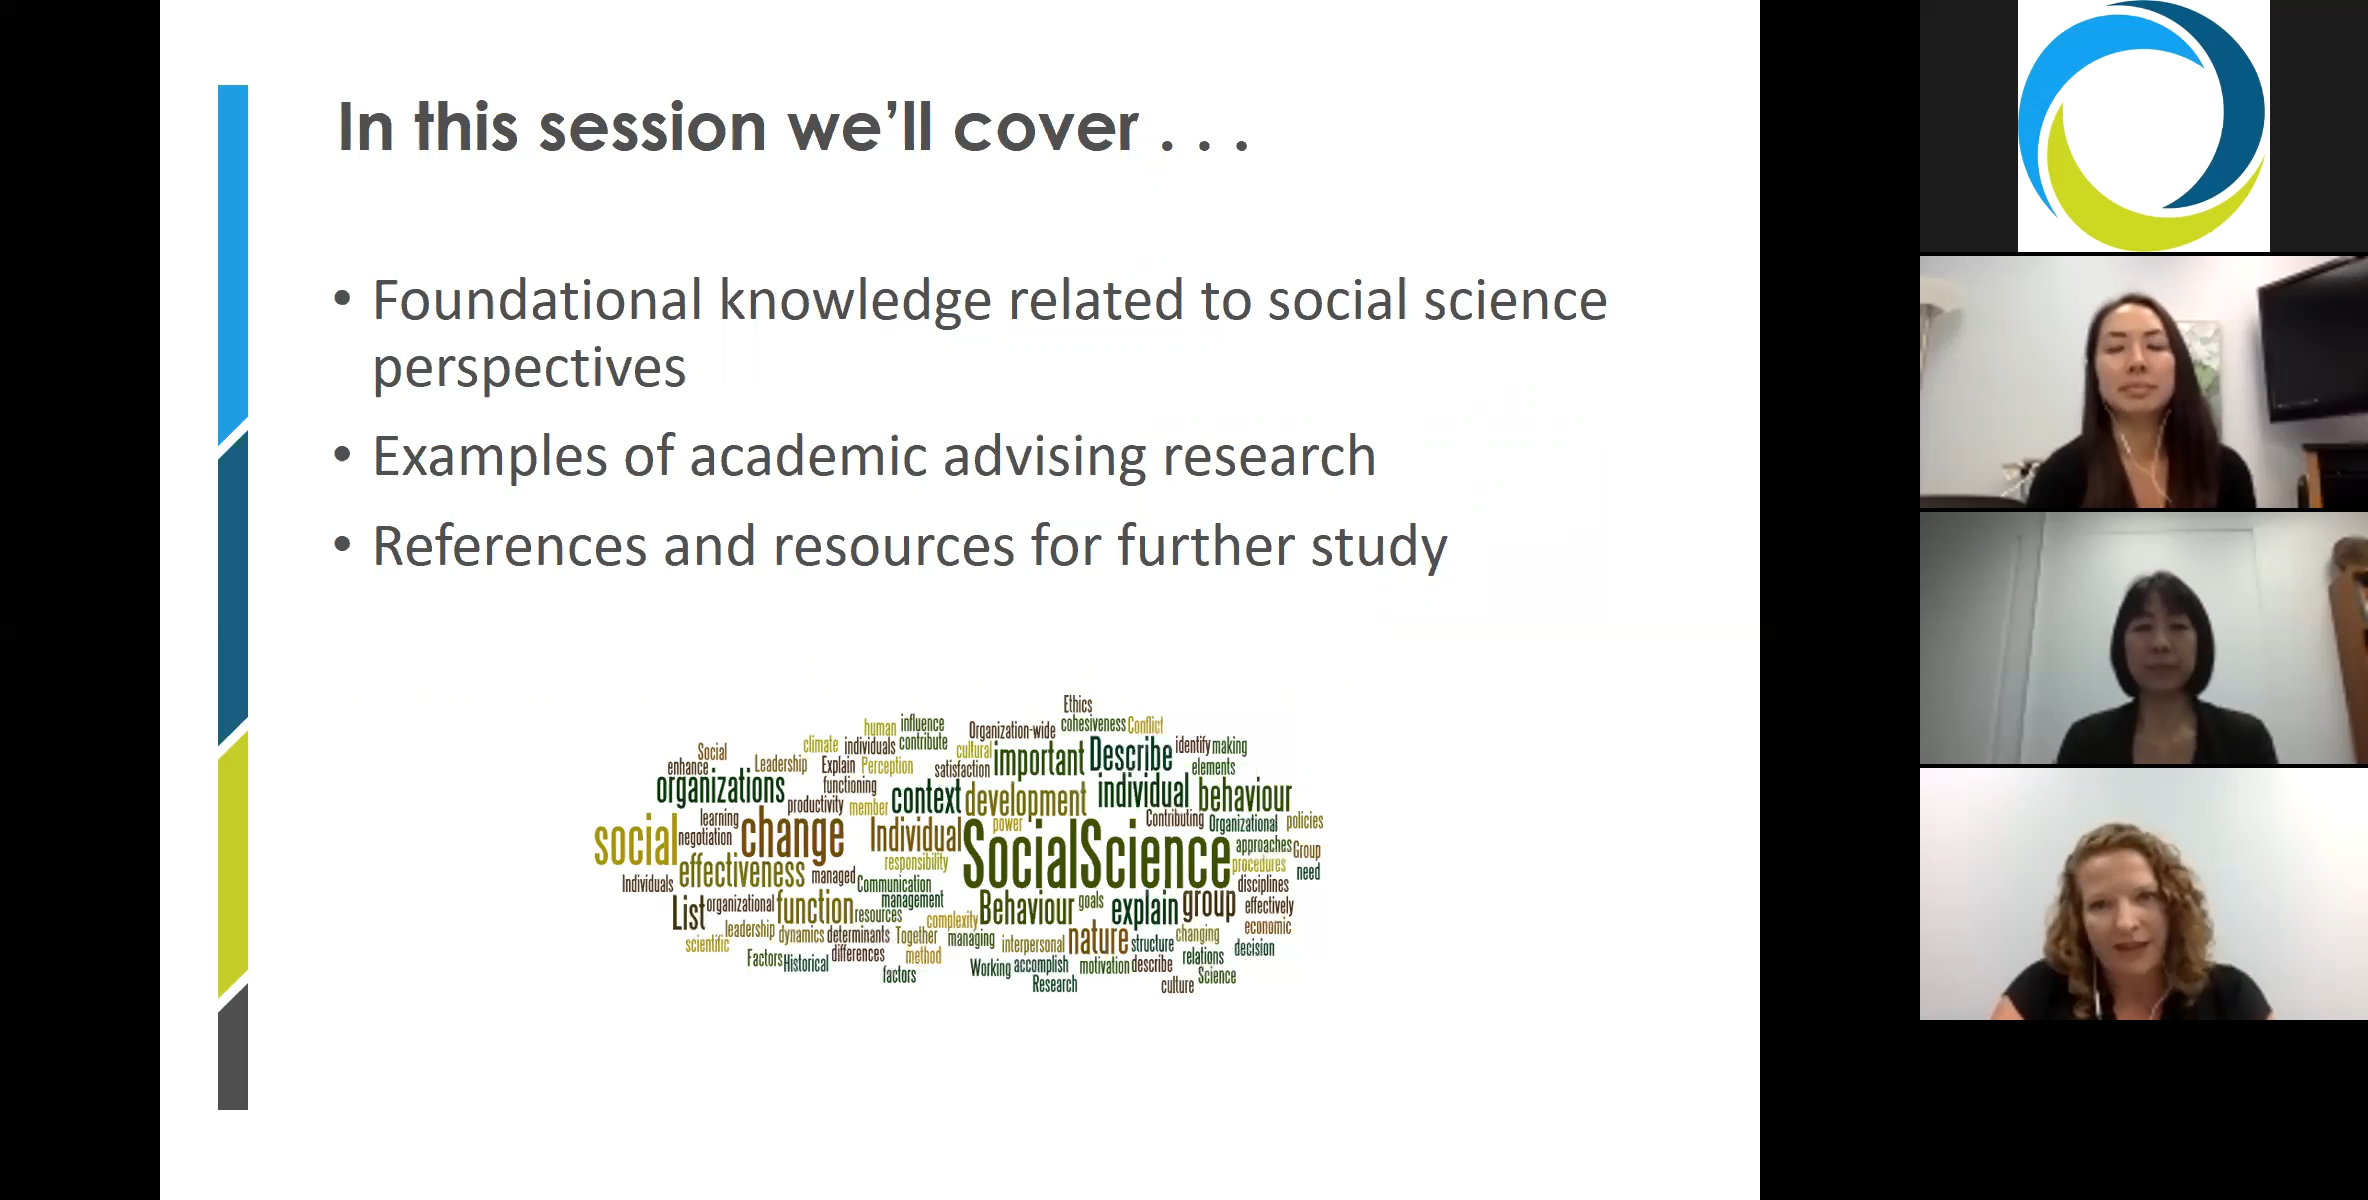 In this session we’ll cover . . .
• Foundational knowledge related to social science
perspectives
• Examples of academic advising research
• References and resources for further study
Ethics
human influence Organization-wide cohesiveness Conflict
Social climate individuals contribute cultural important Describe identify making
enhance Leadership Explain Perception satisfaction elements
organizations functioning context development individual behaviour
productivity member
learning power Contributing Organizational policies
social negotiation change Individual SocialScience approaches Group
responsibility procedures need
Individuals effectiveness managed Communication disciplines
List organizational function resources management complexity Behaviour goals explain group effectively
scientific leadership dynamics determinants Together managing interpersonal nature structure changing economic
Factors Historical differences method relations decision
factors Working accomplish motivation describe Science
Research culture